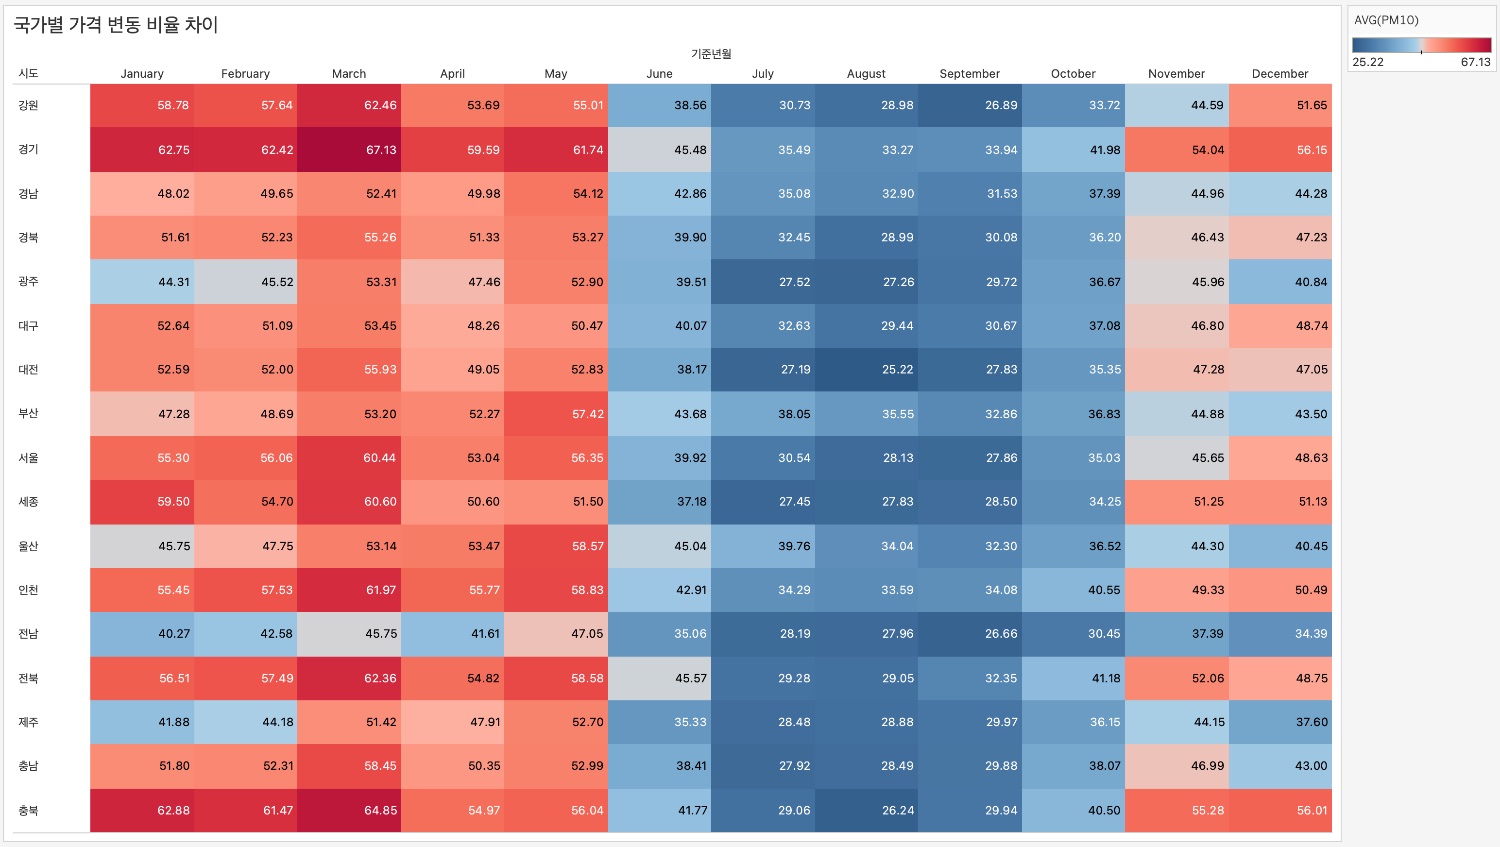 국가별 가격 변동 비율 차이
기준년월
시도 January February March April May June July August September October November December
강원 58.78 57.64 62.46 53.69 55.01 38.56 30.73 28.98 26.89 33.72 44.59 51.65
경기 62.75 62.42 67.13 59.59 61.74 45.48 35.49 33.27 33.94 41.98 54.04 56.15
경남 48.02 49.65 52.41 49.98 54.12 42.86 35.08 32.90 31.53 37.39 44.96 44.28
경북 51.61 52.23 55.26 51.33 53.27 39.90 32.45 28.99 30.08 36.20 46.43 47.23
광주 44.31 45.52 53.31 47.46 52.90 39.51 27.52 27.26 29.72 36.67 45.96 40.84
대구 52.64 51.09 53.45 48.26 50.47 40.07 32.63 29.44 30.67 37.08 46.80 48.74
대전 52.59 52.00 55.93 49.05 52.83 38.17 27.19 25.22 27.83 35.35 47.28 47.05
부산 47.28 48.69 53.20 52.27 57.42 43.68 38.05 35.55 32.86 36.83 44.88 43.50
서울 55.30 56.06 60.44 53.04 56.35 39.92 30.54 28.13 27.86 35.03 45.65 48.63
세종 59.50 54.70 60.60 50.60 51.50 37.18 27.45 27.83 28.50 34.25 51.25 51.13
울산 45.75 47.75 53.14 53.47 58.57 45.04 39.76 34.04 32.30 36.52 44.30 40.45
인천 55.45 57.53 61.97 55.77 58.83 42.91 34.29 33.59 34.08 40.55 49.33 50.49
전남 40.27 42.58 45.75 41.61 47.05 35.06 28.19 27.96 26.66 30.45 37.39 34.39
전북 56.51 57.49 62.36 54.82 58.58 45.57 29.28 29.05 32.35 41.18 52.06 48.75
제주 41.88 44.18 51.42 47.91 52.70 35.33 28.48 28.88 29.97 36.15 44.15 37.60
충남 51.80 52.31 58.45 50.35 52.99 38.41 27.92 28.49 29.88 38.07 46.99 43.00
충북 62.88 61.47 64.85 54.97 56.04 41.77 29.06 26.24 29.94 40.50 55.28 56.01
AVG(PM10)
25.22 67.13